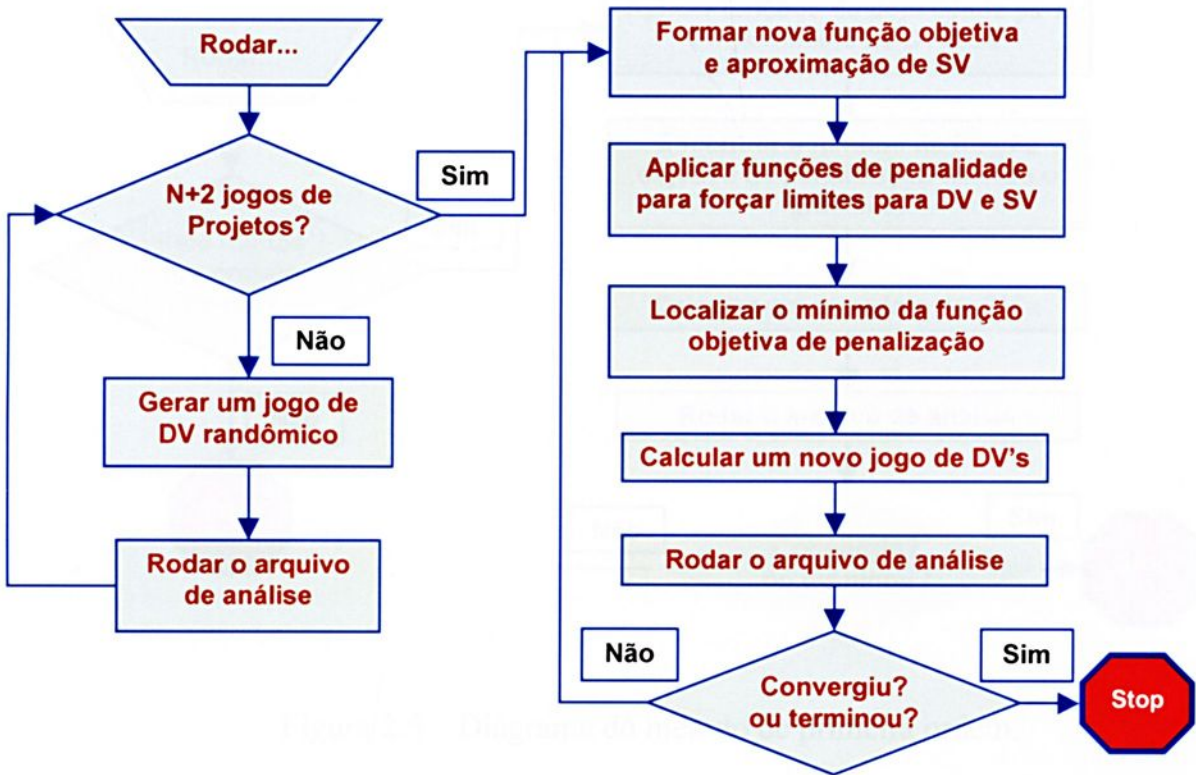 Rodar...
N+2 jogos de
Projetos?
Sim
Não
Gerar um jogo de
DV randômico
Rodar o arquivo
de análise
Formar nova função objetiva
e aproximação de SV
Aplicar funções de penalidade
para forçar limites para DV e SV
Localizar o mínimo da função
objetiva de penalização
Calcular um novo jogo de DV's
Rodar o arquivo de análise
Não
Sim
Convergiu?
ou terminou?
Stop